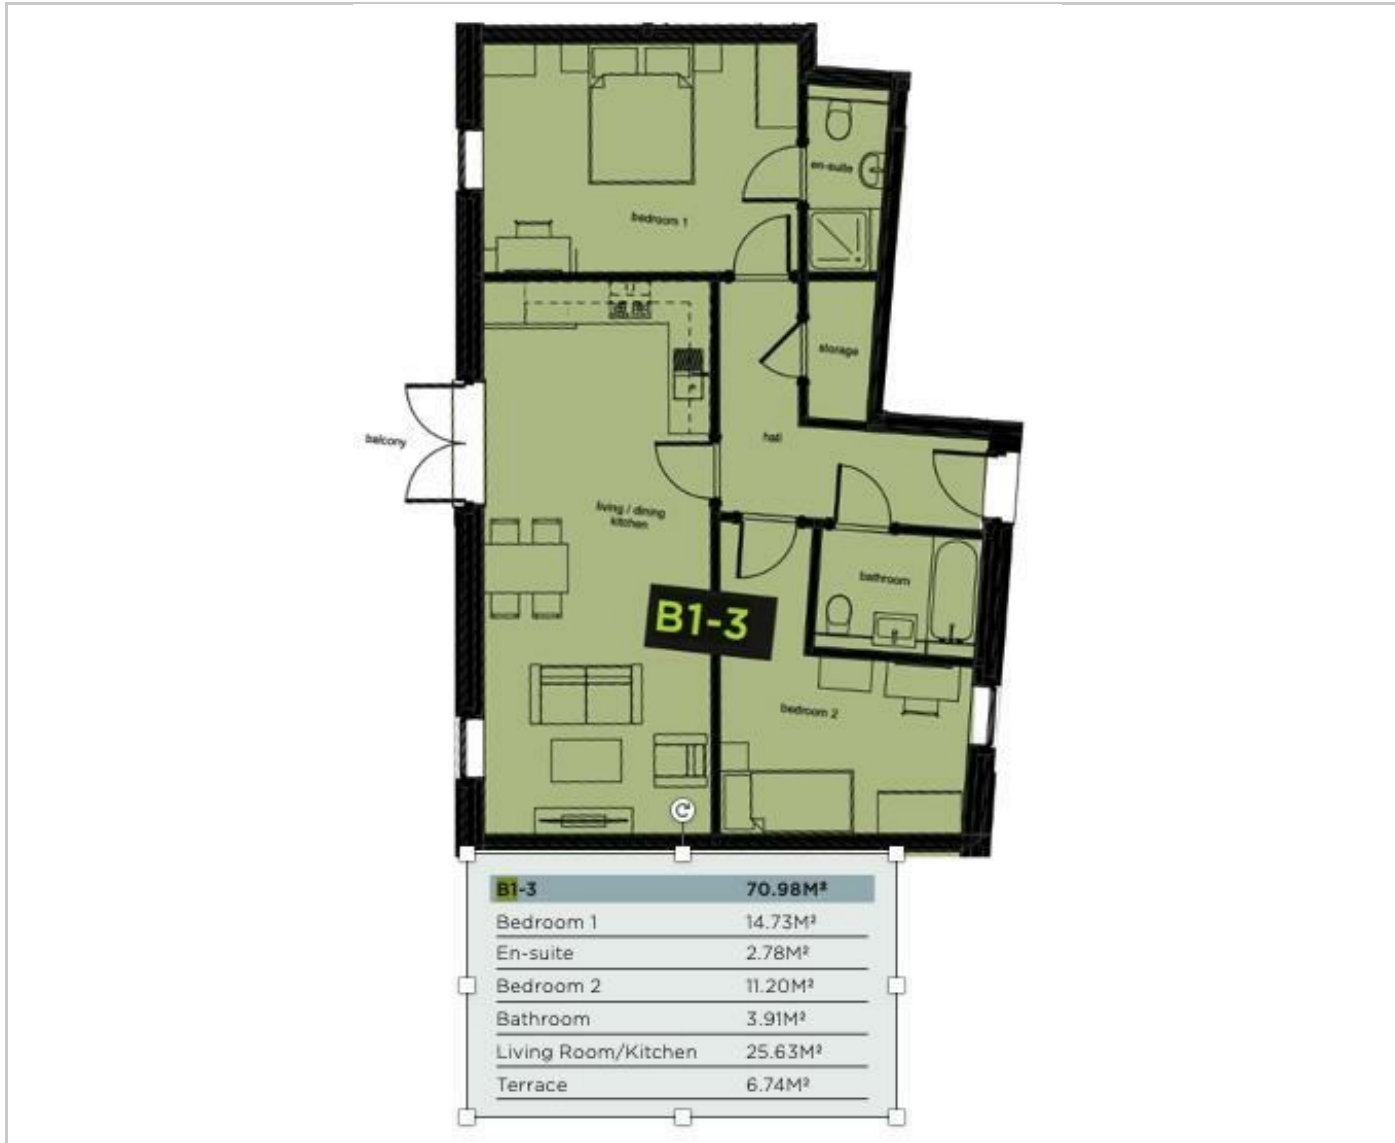 en-suite
bedroom 1
storage
hall
balcony
living / dining
kitchen
bathroom
B1-3
bedroom 2
B1-3 70.98M²
Bedroom 1 14.73M²
En-suite 2.78M²
Bedroom 2 11.20M²
Bathroom 3.91M²
Living Room/Kitchen 25.63M²
Terrace 6.74M²